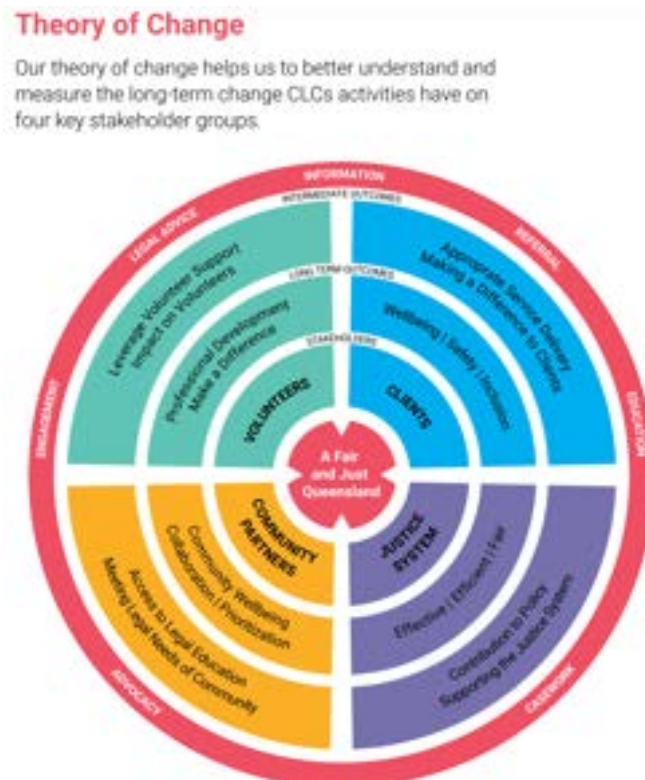 Theory of Change
Our theory of change helps us to better understand and
measure the long-term change CLCs activities have on
four key stakeholder groups.
INFORMATION
REFERRAL
EDUCATION
CASEWORK
ADVOCACY
ENGAGEMENT
LEGAL ADVICE
INTERMEDIATE OUTCOMES
LONG TERM OUTCOMES
STAKEHOLDERS
Leverage Volunteer Support
Impact on Volunteers
Professional Development
Make a Difference
VOLUNTEERS
Appropriate Service Delivery
Making a Difference to Clients
Wellbeing | Safety | Inclusion
CLIENTS
A Fair
and Just
Queensland
COMMUNITY
PARTNERS
Community Wellbeing
Collaboration | Prioritization
Access to Legal Education
Meeting Legal Needs of Community
JUSTICE
SYSTEM
Effective | Efficient | Fair
Contribution to Policy
Supporting the Justice System